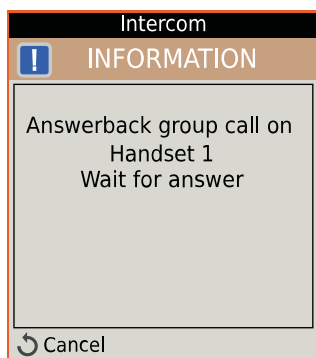 Intercom
! INFORMATION
Answerback group call on
Handset 1
Wait for answer
Cancel